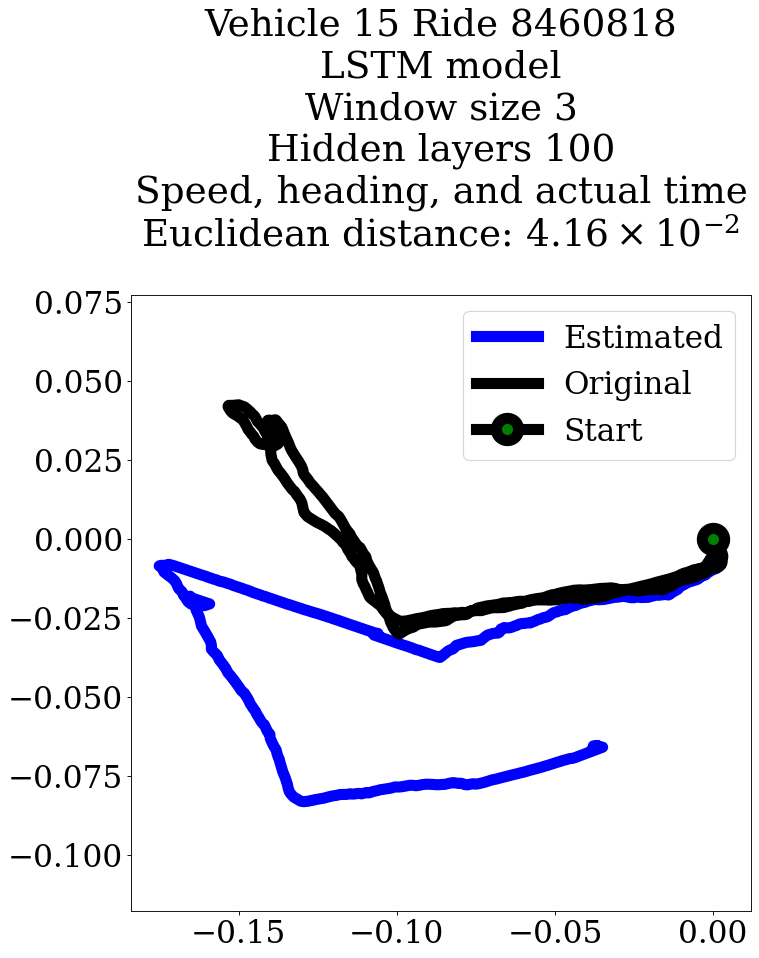 Vehicle 15 Ride 8460818
LSTM model
Window size 3
Hidden layers 100
Speed, heading, and actual time
Euclidean distance: 4.16 × 10⁻²
Estimated
Original
Start
0.075
0.050
0.025
0.000
−0.025
−0.050
−0.075
−0.100
−0.15
−0.10
−0.05
0.00